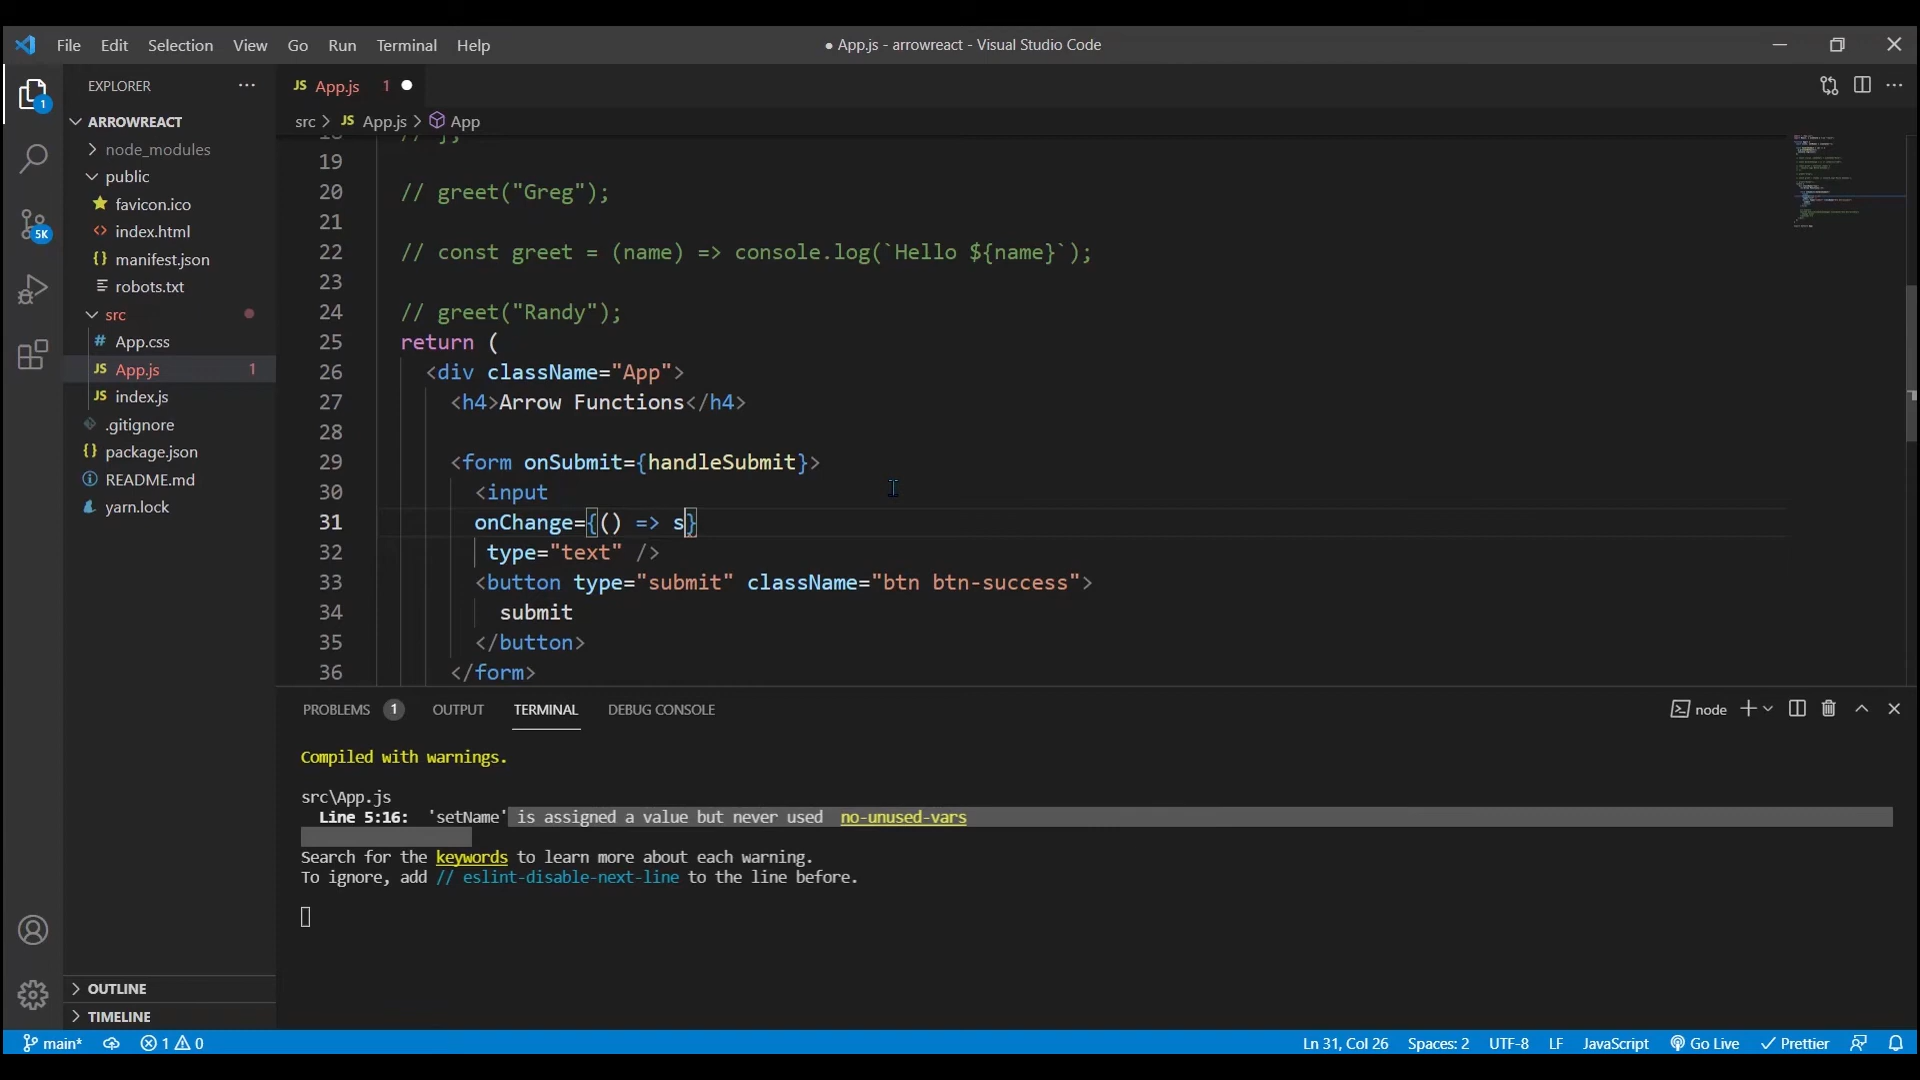 File Edit Selection View Go Run Terminal Help
● App.js - arrowreact - Visual Studio Code
EXPLORER
ARROWREACT
node_modules
public
favicon.ico
index.html
manifest.json
robots.txt
src
App.css
App.js 1
index.js
.gitignore
package.json
README.md
yarn.lock
OUTLINE
TIMELINE
1
5K
JS App.js 1
src > JS App.js > App
19
20 // greet("Greg");
21
22 // const greet = (name) => console.log(`Hello ${name}`);
23
24 // greet("Randy");
25 return (
26 <div className="App">
27 <h4>Arrow Functions</h4>
28
29 <form onSubmit={handleSubmit}>
30 <input
31 onChange={() => s}
32 type="text" />
33 <button type="submit" className="btn btn-success">
34 submit
35 </button>
36 </form>
PROBLEMS 1 OUTPUT TERMINAL DEBUG CONSOLE
node
Compiled with warnings.
src\App.js
Line 5:16: 'setName' is assigned a value but never used no-unused-vars
Search for the keywords to learn more about each warning.
To ignore, add // eslint-disable-next-line to the line before.
main* 1 0
Ln 31, Col 26 Spaces: 2 UTF-8 LF JavaScript Go Live Prettier